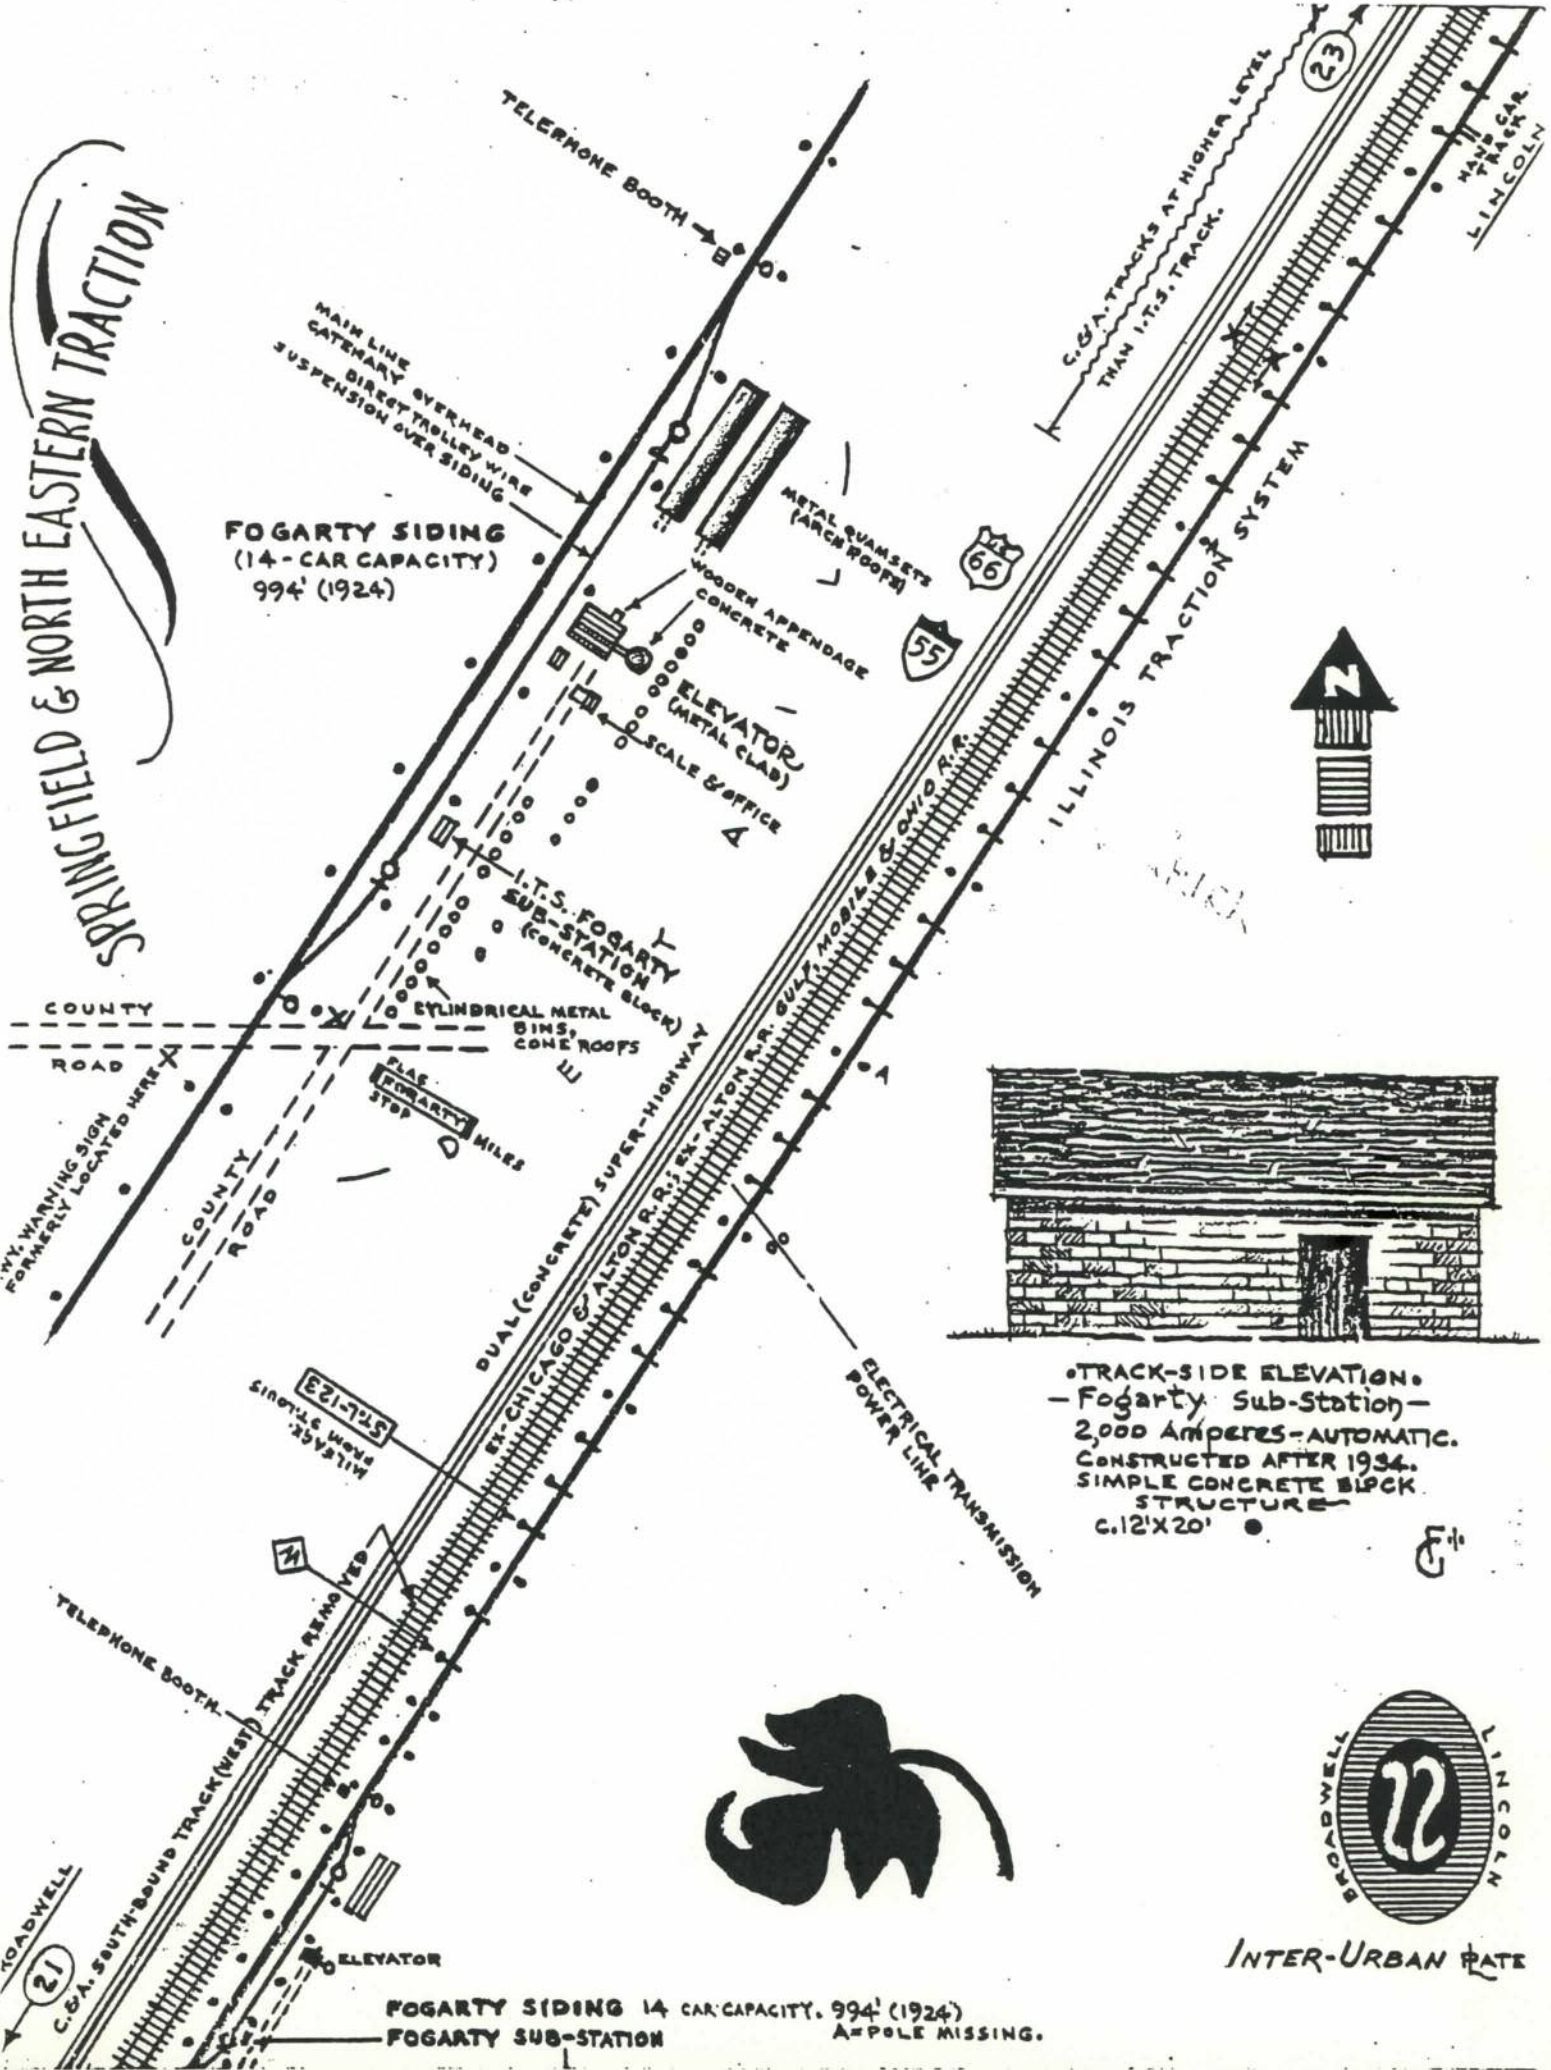 SPRINGFIELD & NORTH EASTERN TRACTION
TELERMONE BOOTH
MAIN LINE
CATENARY OVERHEAD
DIRECT TROLLEY WIRE
SUSPENSION OVER SIDING
FOGARTY SIDING
(14-CAR CAPACITY)
994' (1924)
METAL QUAMSETS
(ARCH ROOFS)
WOODEN APPENDAGE
CONCRETE
ELEVATOR
(METAL CLAD)
SCALE & OFFICE
I.T.S. FOGARTY
SUB-STATION
(CONCRETE BLOCK)
CYLINDRICAL METAL
BINS,
CONE ROOFS
COUNTY
ROAD
WARNING SIGN
FORMERLY LOCATED HERE
FLAG
FOGARTY
STOP
MILES
COUNTY
ROAD
C. & A. TRACKS AT HIGHER LEVEL
THAN I.T.S. TRACK.
23
HAND CAR
TRACK
LINCOLN
US
66
55
ILLINOIS TRACTION SYSTEM
N
DUAL (CONCRETE) SUPER-HIGHWAY
EX-CHICAGO & ALTON R.R.; EX-ALTON R.R. GULF, MOBILE & OHIO R.R.
A
ELECTRICAL TRANSMISSION
POWER LINE
ST.L-123
MILEAGE
FROM ST. LOUIS
TELEPHONE BOOTH
C. & A. SOUTH-BOUND TRACK (WEST) TRACK REMOVED
21
ELEVATOR
FOGARTY SIDING 14 CAR CAPACITY. 994' (1924)
FOGARTY SUB-STATION
A=POLE MISSING.
•TRACK-SIDE ELEVATION•
—Fogarty Sub-Station—
2,000 Amperes-AUTOMATIC.
CONSTRUCTED AFTER 1934.
SIMPLE CONCRETE BLOCK
STRUCTURE
C.12'X20'
BROADWELL
22
LINCOLN
INTER-URBAN PLATE